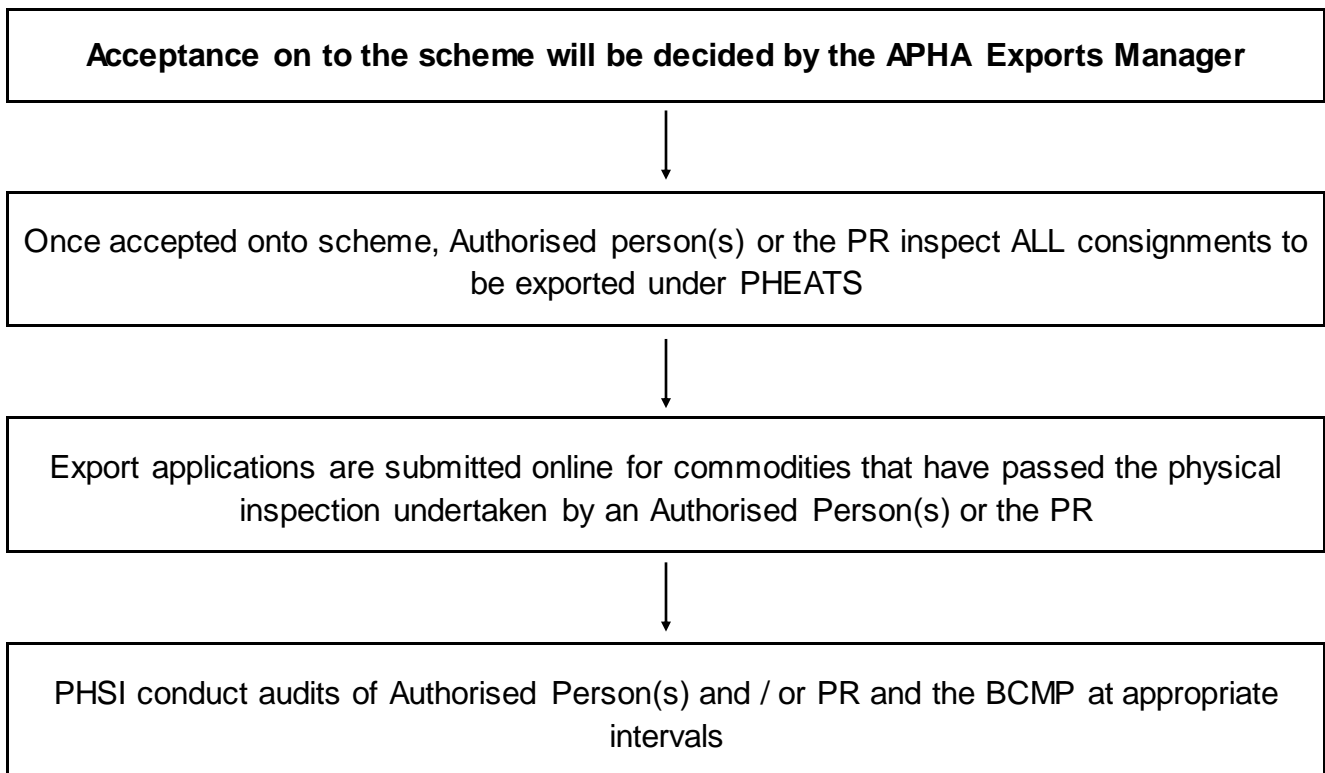 Acceptance on to the scheme will be decided by the APHA Exports Manager
Once accepted onto scheme, Authorised person(s) or the PR inspect ALL consignments to
be exported under PHEATS
Export applications are submitted online for commodities that have passed the physical
inspection undertaken by an Authorised Person(s) or the PR
PHSI conduct audits of Authorised Person(s) and / or PR and the BCMP at appropriate
intervals